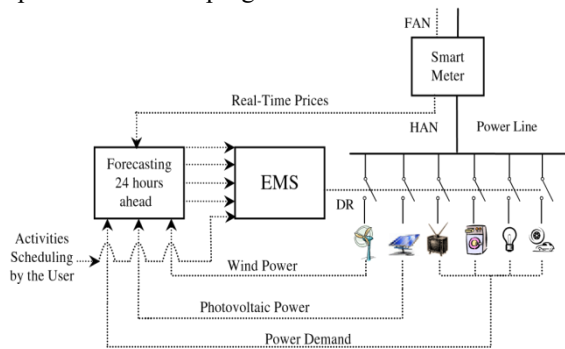 FAN
Smart
Meter
Real-Time Prices
HAN
Power Line
Forecasting
24 hours
ahead
EMS
DR
Activities
Scheduling
by the User
Wind Power
Photovoltaic Power
Power Demand